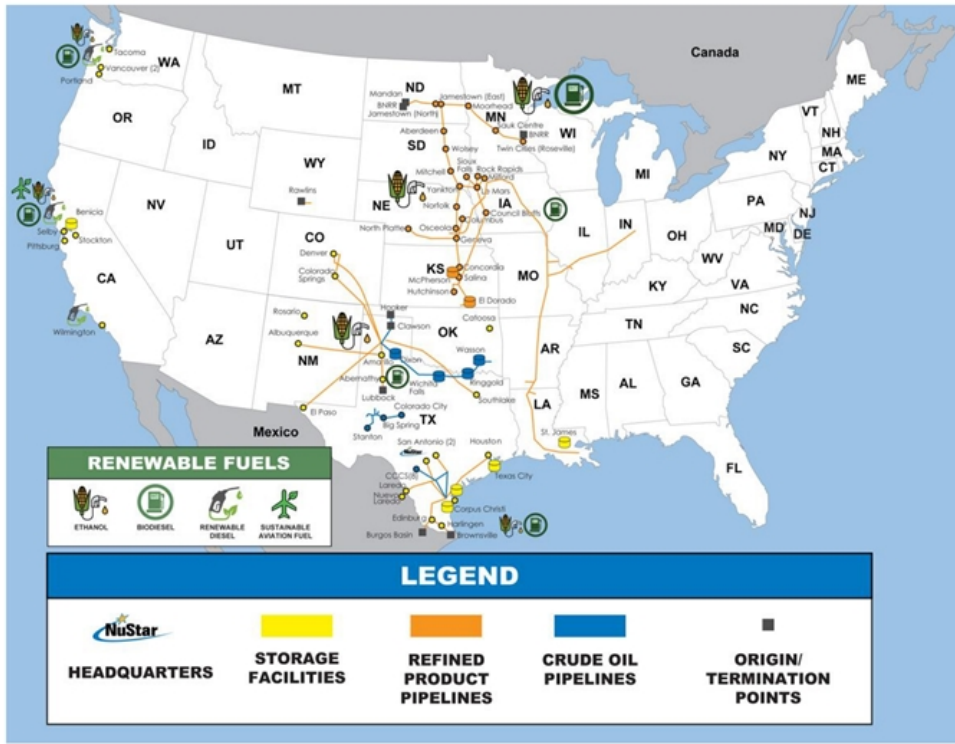 Canada
WA
Tacoma
Vancouver (2)
Portland
MT
ND
Mandan
BNRR
Jamestown (North)
Jamestown (East)
Moorhead
MN
Sauk Centre
BNRR
Twin Cities (Roseville)
WI
ME
VT
NH
MA
CT
NY
OR
ID
WY
Rawlins
SD
Aberdeen
Wolsey
Mitchell
Sioux
Falls
Rock Rapids
Milford
Yankton
Le Mars
IA
MI
PA
NJ
MD
DE
NE
Norfolk
Council Bluffs
Columbus
North Platte
Osceola
Geneva
IL
IN
OH
WV
VA
Benicia
Selby
Stockton
Pittsburg
NV
UT
CO
Denver
Colorado
Springs
KS
Concordia
McPherson
Salina
Hutchinson
El Dorado
MO
KY
NC
CA
Wilmington
AZ
NM
Rosario
Albuquerque
Hooker
Clawson
OK
Catoosa
TN
SC
Amarillo
Dixon
Wasson
AR
Abernathy
Wichita
Falls
Ringgold
Lubbock
Southlake
MS
AL
GA
LA
El Paso
Colorado City
Big Spring
TX
Stanton
St. James
FL
Mexico
San Antonio (2)
NuStar
Houston
Texas City
CCCS(8)
Laredo
Nuevo
Laredo
Corpus Christi
Edinburg
Harlingen
Burgos Basin
Brownsville
RENEWABLE FUELS
ETHANOL
BIODIESEL
RENEWABLE
DIESEL
SUSTAINABLE
AVIATION FUEL
LEGEND
NuStar
HEADQUARTERS
STORAGE
FACILITIES
REFINED
PRODUCT
PIPELINES
CRUDE OIL
PIPELINES
ORIGIN/
TERMINATION
POINTS